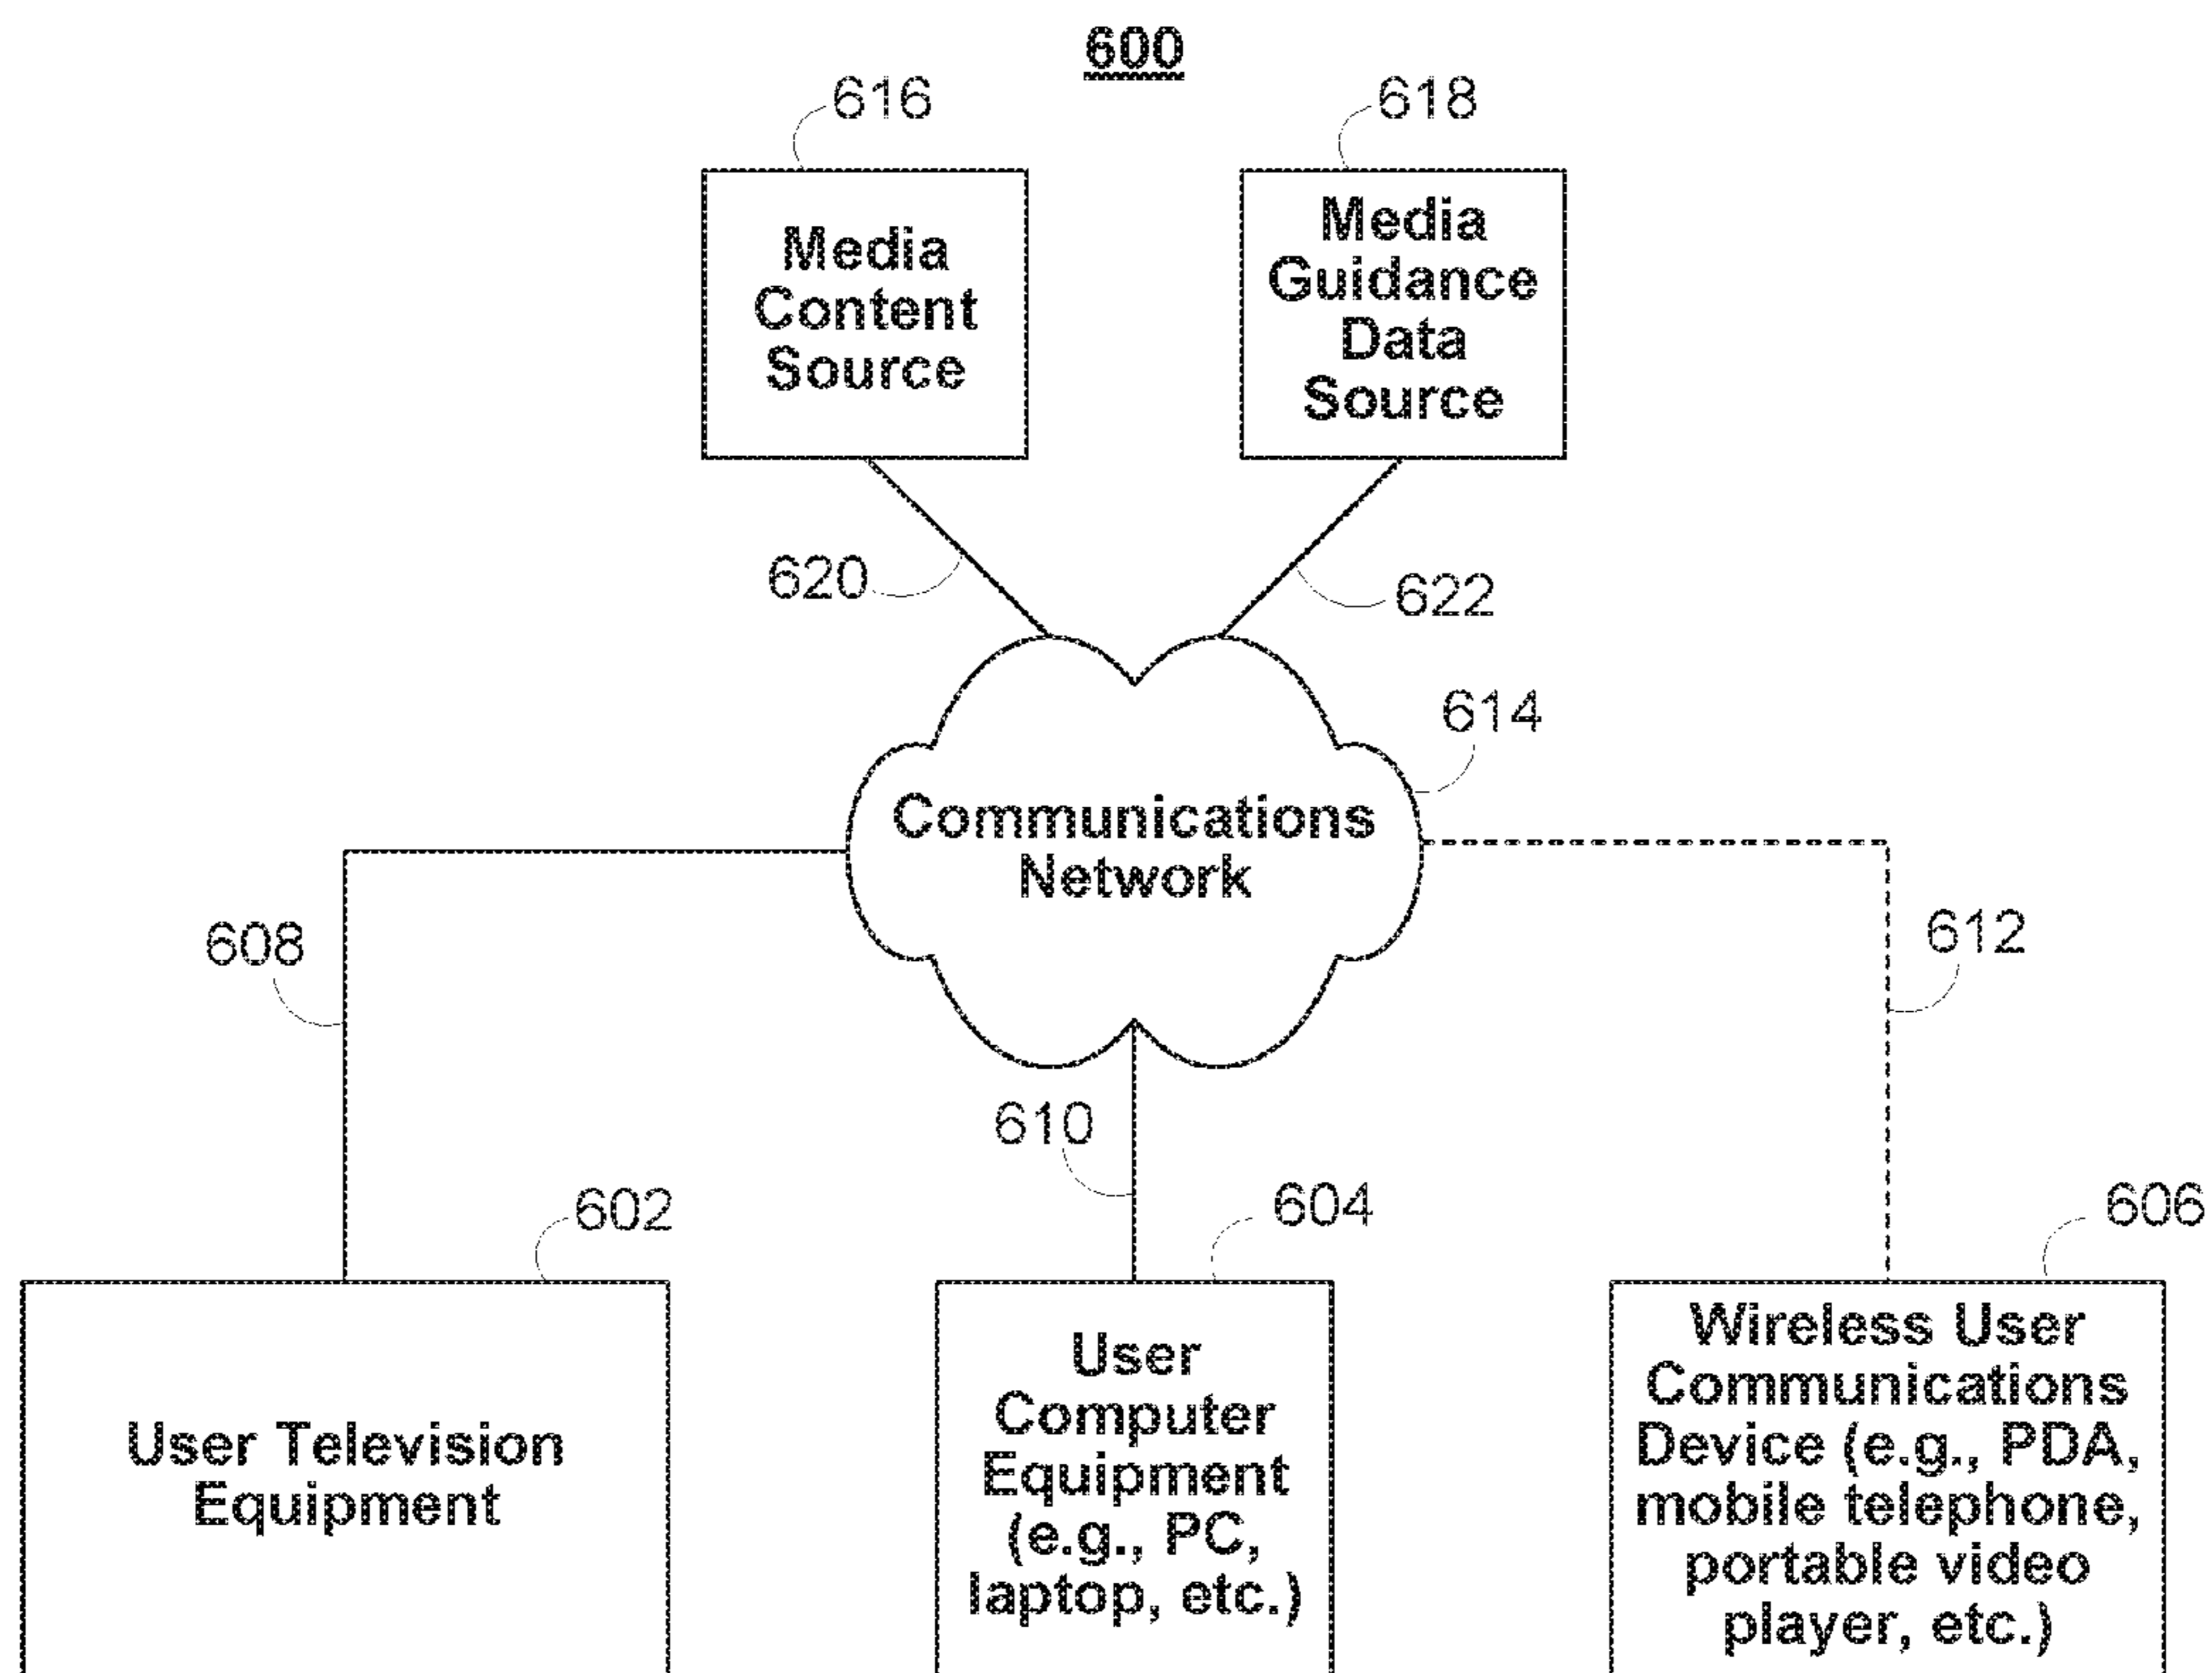 600
616
618
Media
Content
Source
Media
Guidance
Data
Source
620
622
614
Communications
Network
608
612
610
602
604
606
User Television
Equipment
User
Computer
Equipment
(e.g., PC,
laptop, etc.)
Wireless User
Communications
Device (e.g., PDA,
mobile telephone,
portable video
player, etc.)